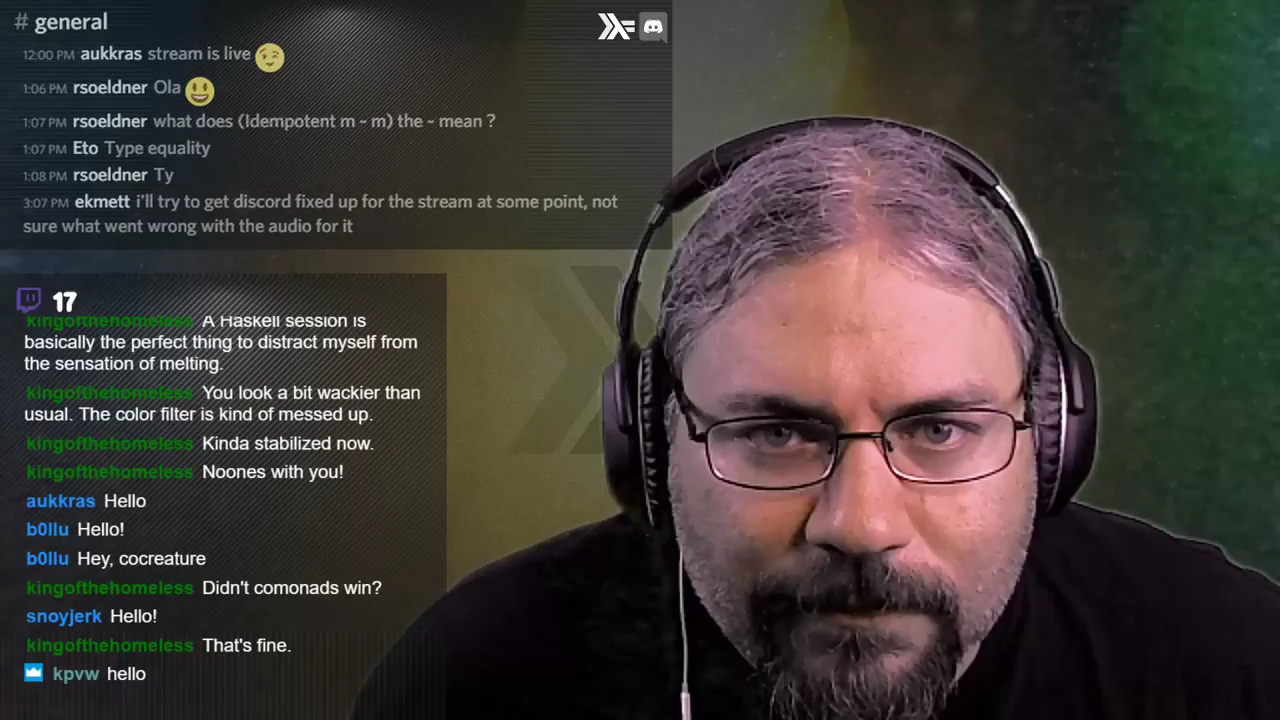 # general
12:00 PM aukkras stream is live
1:06 PM rsoeldner Ola
1:07 PM rsoeldner what does (Idempotent m ~ m) the ~ mean ?
1:07 PM Eto Type equality
1:08 PM rsoeldner Ty
3:07 PM ekmett i'll try to get discord fixed up for the stream at some point, not
sure what went wrong with the audio for it
17
kingofthehomeless A Haskell session is
basically the perfect thing to distract myself from
the sensation of melting.
kingofthehomeless You look a bit wackier than
usual. The color filter is kind of messed up.
kingofthehomeless Kinda stabilized now.
kingofthehomeless Noones with you!
aukkras Hello
b0llu Hello!
b0llu Hey, cocreature
kingofthehomeless Didn't comonads win?
snoyjerk Hello!
kingofthehomeless That's fine.
kpvw hello